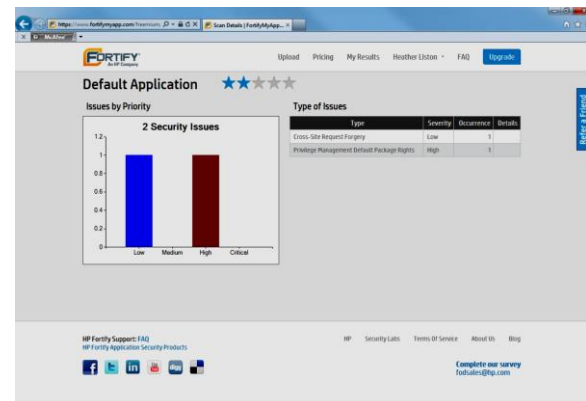 https://www.fortifymyapp.com/freemium
Scan Details | FortifyMyApp...
McAfee
FORTIFY
An HP Company
Upload Pricing My Results Heather Liston FAQ Upgrade
Default Application
Refer a Friend
Issues by Priority
2 Security Issues
1.2
1
0.8
0.6
0.4
0.2
0
Low Medium High Critical
Type of Issues
Type Severity Occurrence Details
Cross-Site Request Forgery Low 1
Privilege Management Default Package Rights High 1
HP Fortify Support: FAQ
HP Fortify Application Security Products
HP Security Labs Terms Of Service About Us Blog
f in digg
Complete our survey
fodsales@hp.com